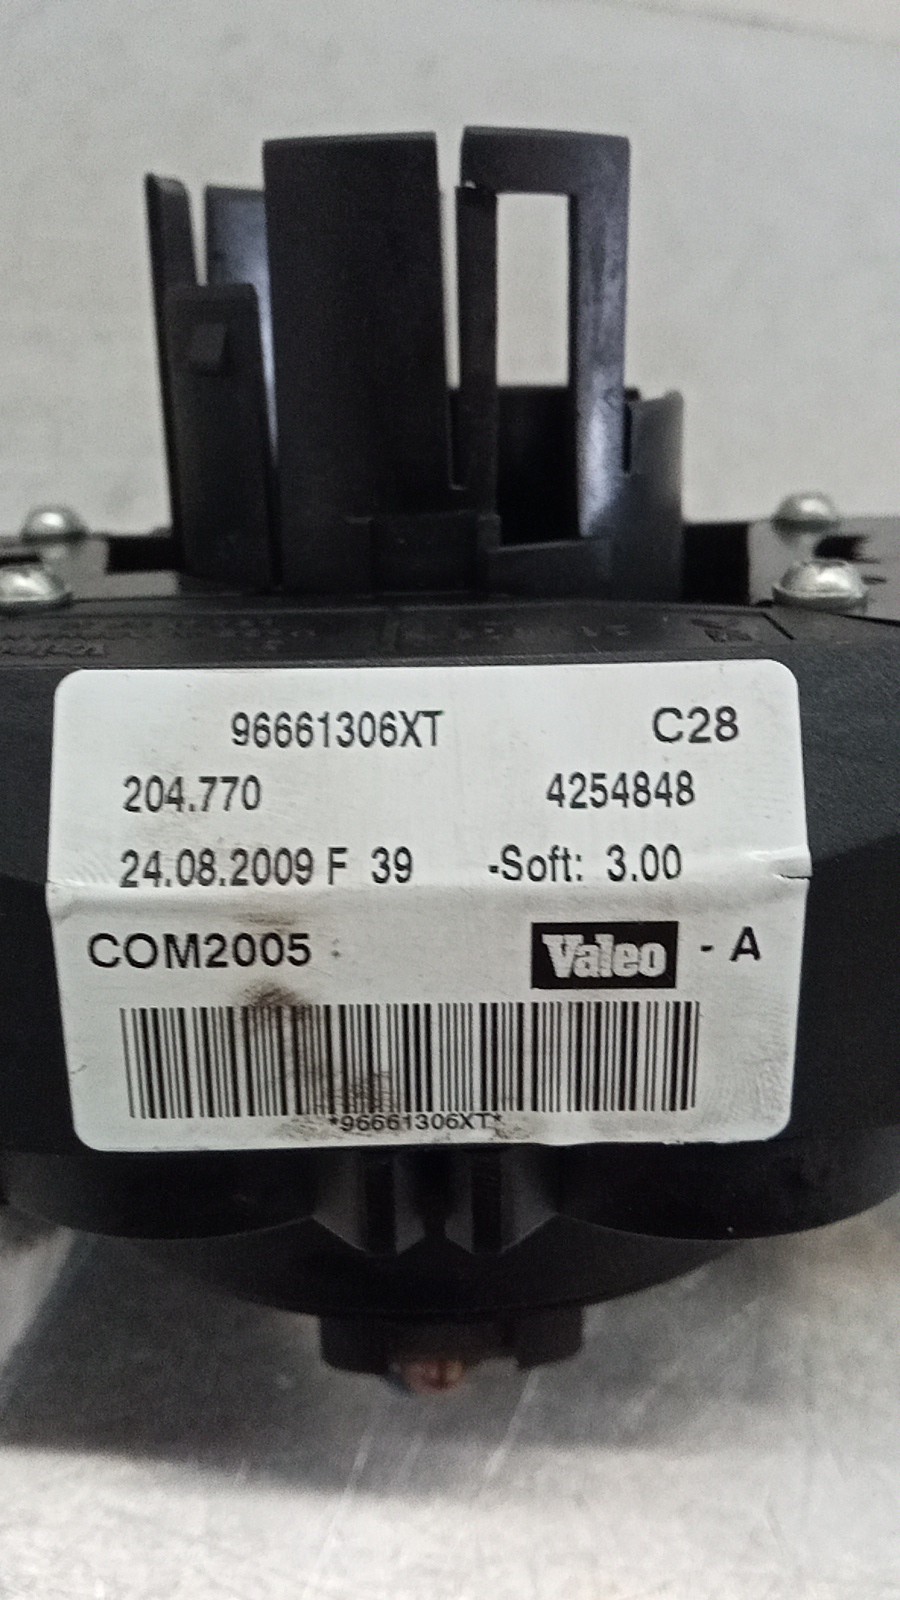 96661306XT C28
204.770 4254848
24.08.2009 F 39 -Soft: 3.00
COM2005 Valeo - A
*96661306XT*